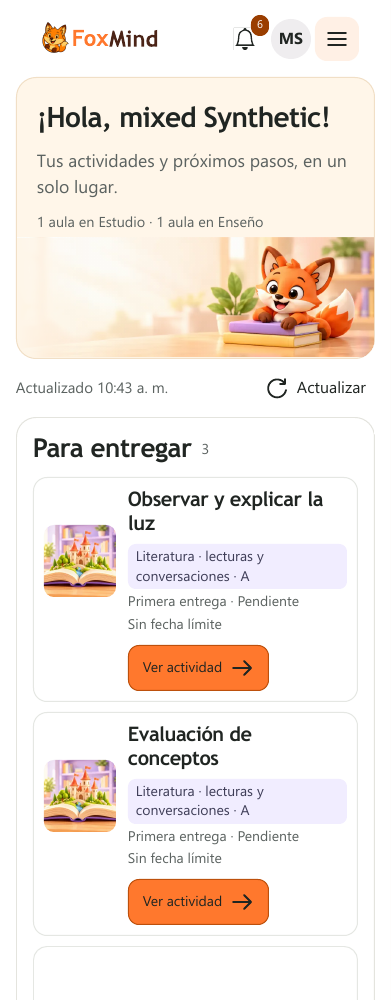 FoxMind
6
MS
¡Hola, mixed Synthetic!
Tus actividades y próximos pasos, en un
solo lugar.
1 aula en Estudio · 1 aula en Enseño
Actualizado 10:43 a. m.
Actualizar
Para entregar 3
Observar y explicar la
luz
Literatura · lecturas y
conversaciones · A
Primera entrega · Pendiente
Sin fecha límite
Ver actividad
Evaluación de
conceptos
Literatura · lecturas y
conversaciones · A
Primera entrega · Pendiente
Sin fecha límite
Ver actividad